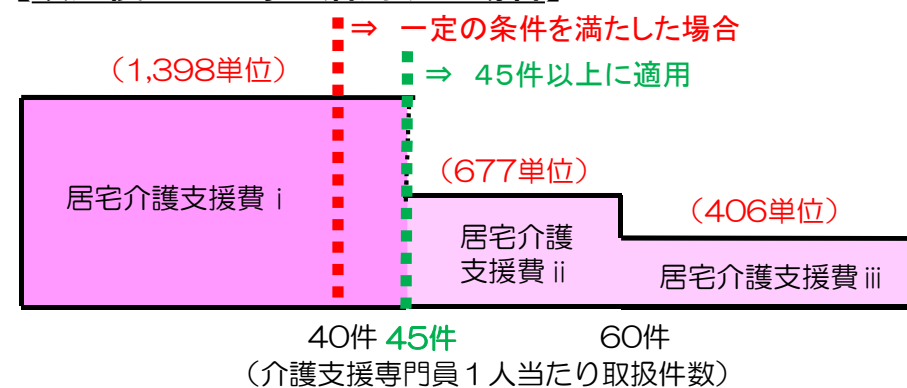 ⇒ 一定の条件を満たした場合
（1,398単位）
⇒ 45件以上に適用
（677単位）
居宅介護支援費ⅰ
（406単位）
居宅介護
支援費ⅱ
居宅介護支援費ⅲ
40件 45件 60件
（介護支援専門員１人当たり取扱件数）